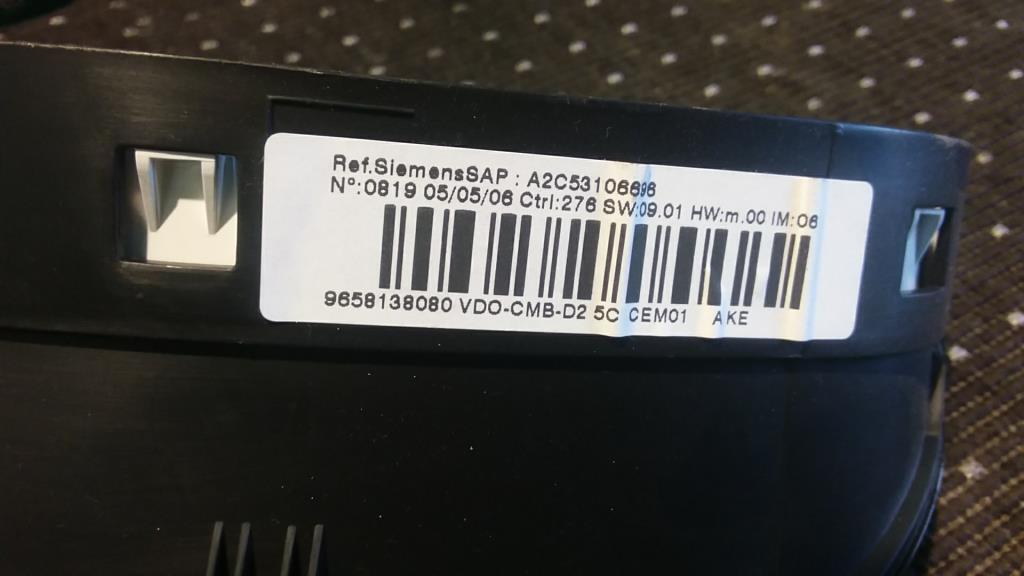 Ref.SiemensSAP : A2C53106696
N°:0819 05/05/06 Ctrl:276 SW:09.01 HW:m.00 IM:06
9658138080 VDO-CMB-D2 5C CEM01 AKE